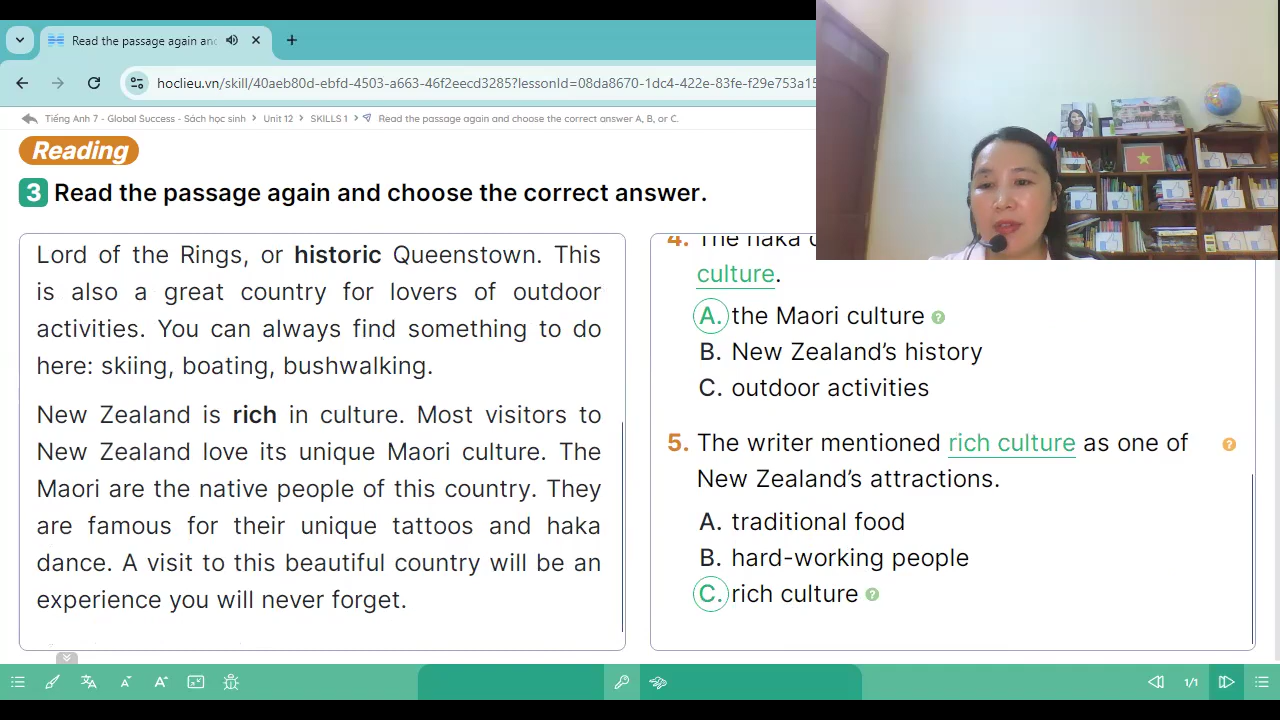 Read the passage again and
hoclieu.vn/skill/40aeb80d-ebfd-4503-a663-46f2eecd3285?lessonId=08da8670-1dc4-422e-83fe-f29e753a15
Tiếng Anh 7 - Global Success - Sách học sinh > Unit 12 > SKILLS 1 > Read the passage again and choose the correct answer A, B, or C.
Reading
3 Read the passage again and choose the correct answer.
Lord of the Rings, or historic Queenstown. This
is also a great country for lovers of outdoor
activities. You can always find something to do
here: skiing, boating, bushwalking.
New Zealand is rich in culture. Most visitors to
New Zealand love its unique Maori culture. The
Maori are the native people of this country. They
are famous for their unique tattoos and haka
dance. A visit to this beautiful country will be an
experience you will never forget.
4. The haka
culture.
A. the Maori culture
B. New Zealand's history
C. outdoor activities
5. The writer mentioned rich culture as one of
New Zealand's attractions.
A. traditional food
B. hard-working people
C. rich culture
1/1